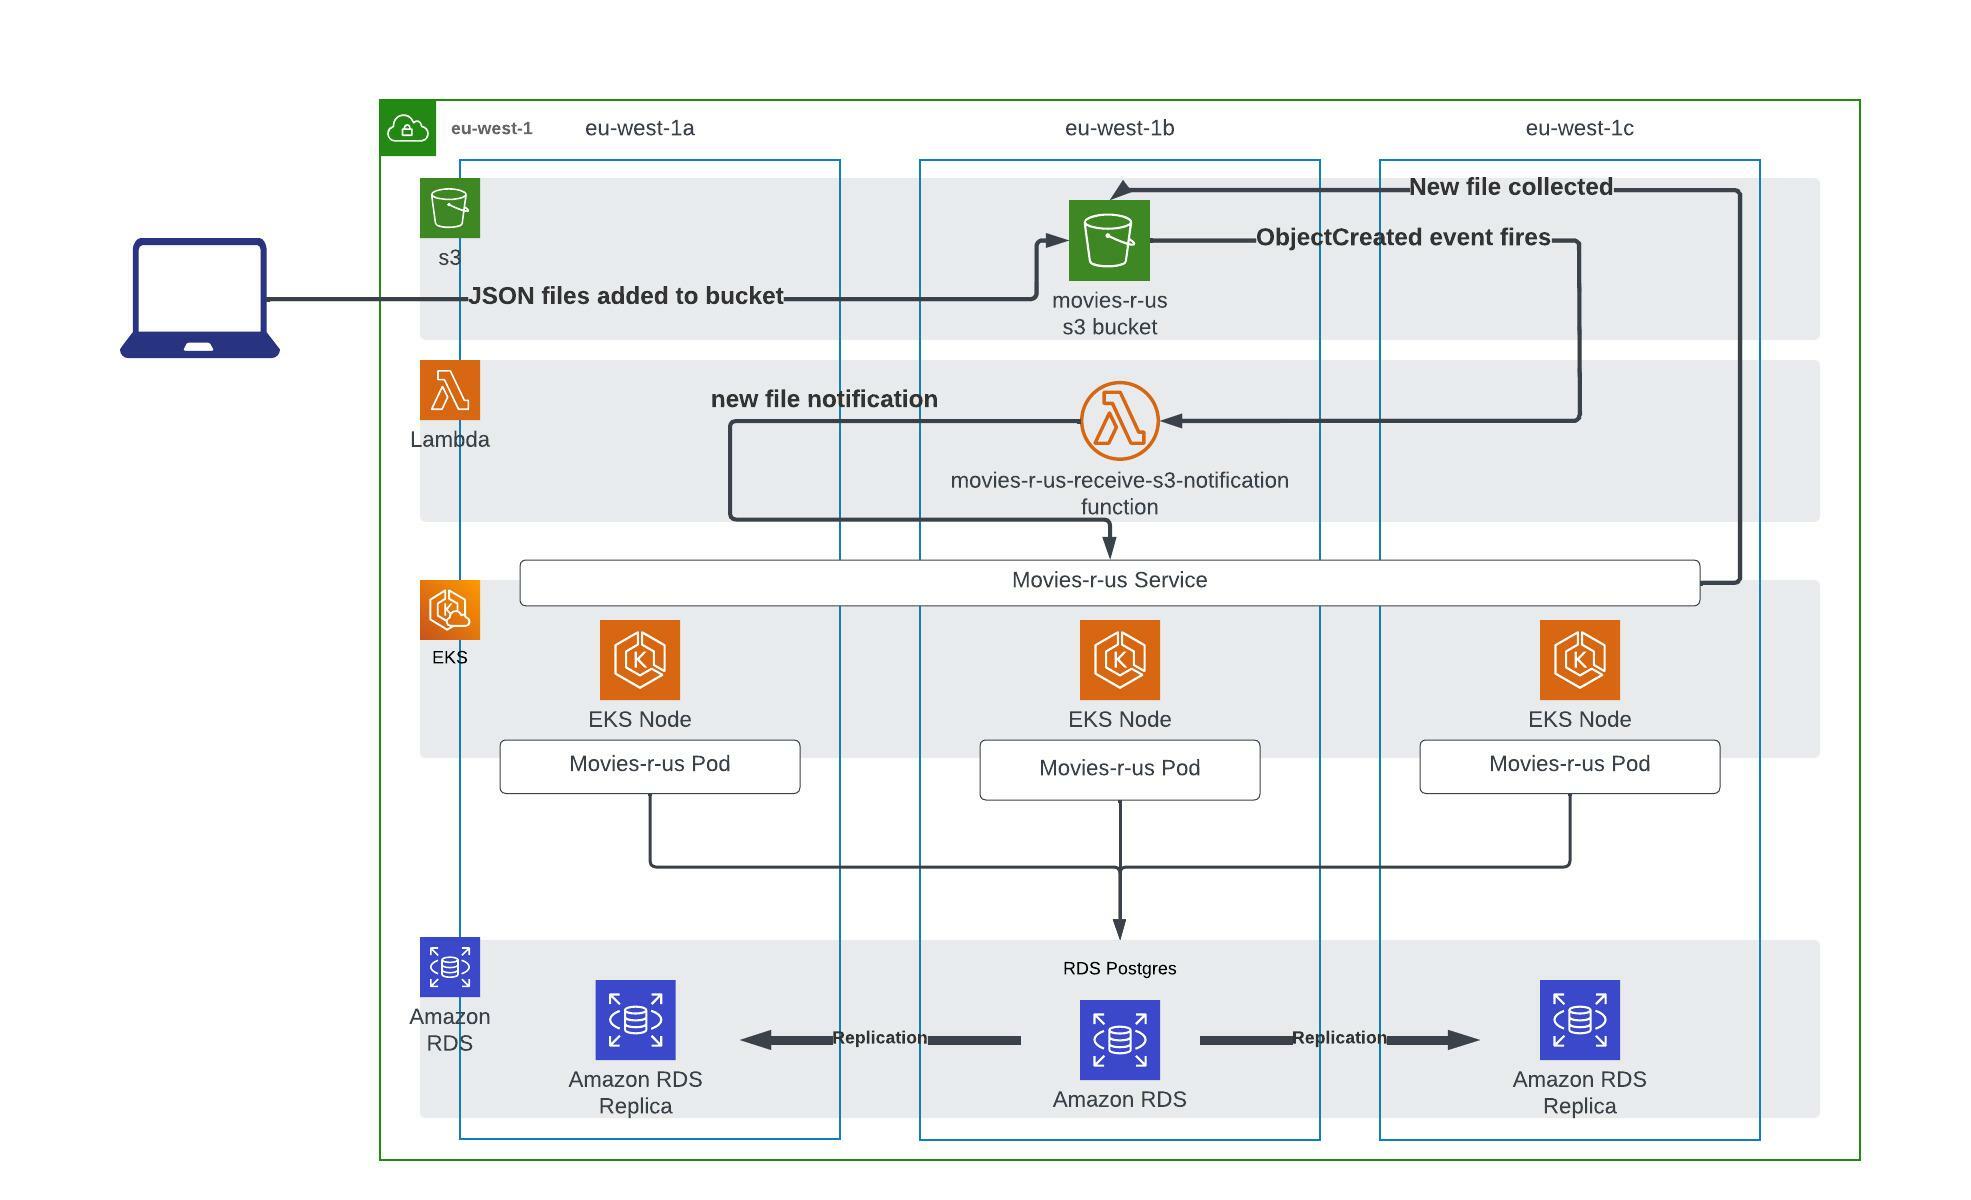 eu-west-1
eu-west-1a
eu-west-1b
eu-west-1c
New file collected
ObjectCreated event fires
s3
JSON files added to bucket
movies-r-us
s3 bucket
new file notification
Lambda
movies-r-us-receive-s3-notification
function
Movies-r-us Service
EKS
EKS Node
EKS Node
EKS Node
Movies-r-us Pod
Movies-r-us Pod
Movies-r-us Pod
RDS Postgres
Amazon
RDS
Replication
Replication
Amazon RDS
Replica
Amazon RDS
Amazon RDS
Replica